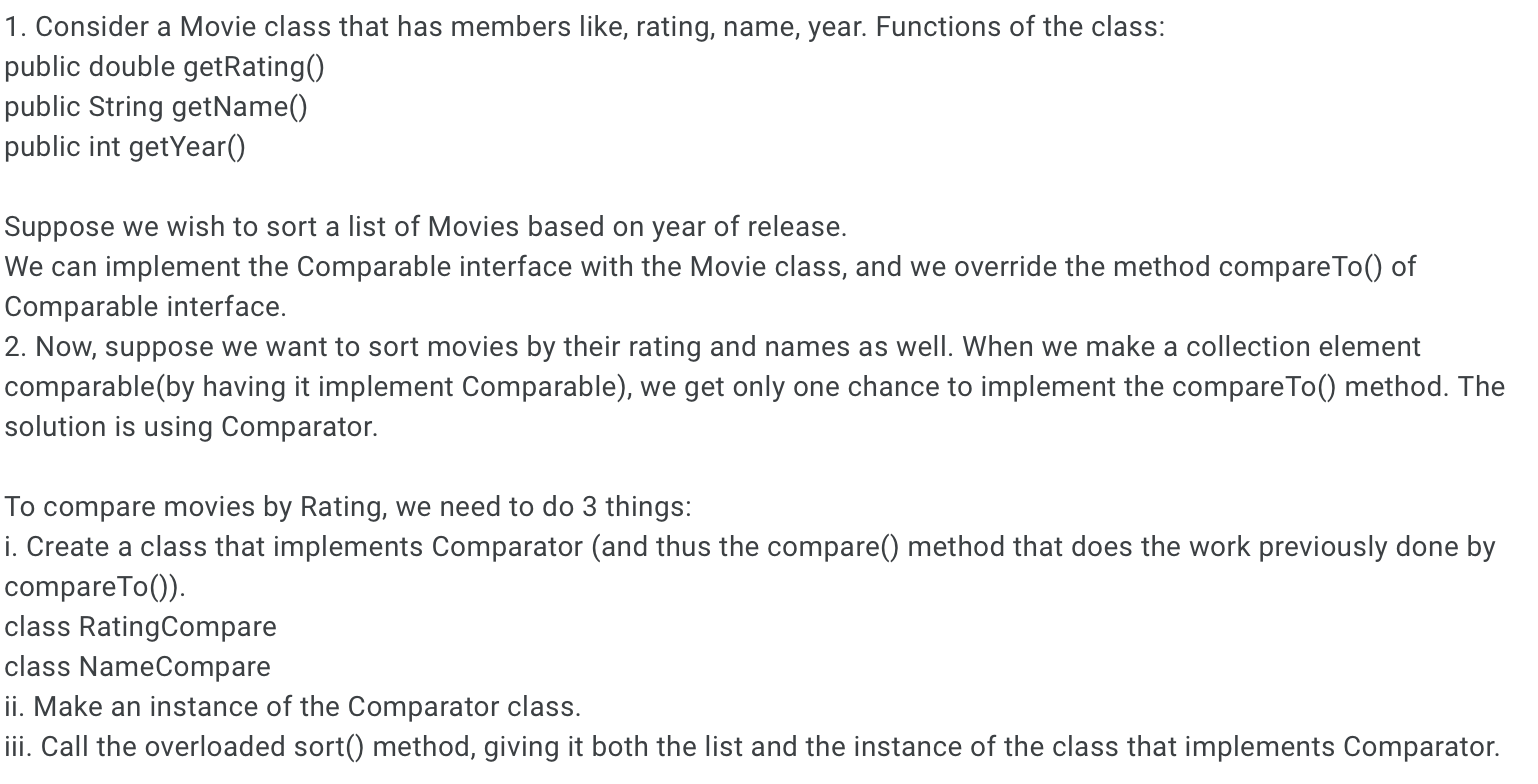 1. Consider a Movie class that has members like, rating, name, year. Functions of the class:
public double getRating()
public String getName()
public int getYear()
Suppose we wish to sort a list of Movies based on year of release.
We can implement the Comparable interface with the Movie class, and we override the method compareTo() of
Comparable interface.
2. Now, suppose we want to sort movies by their rating and names as well. When we make a collection element
comparable(by having it implement Comparable), we get only one chance to implement the compareTo() method. The
solution is using Comparator.
To compare movies by Rating, we need to do 3 things:
i. Create a class that implements Comparator (and thus the compare() method that does the work previously done by
compareTo()).
class RatingCompare
class NameCompare
ii. Make an instance of the Comparator class.
iii. Call the overloaded sort() method, giving it both the list and the instance of the class that implements Comparator.